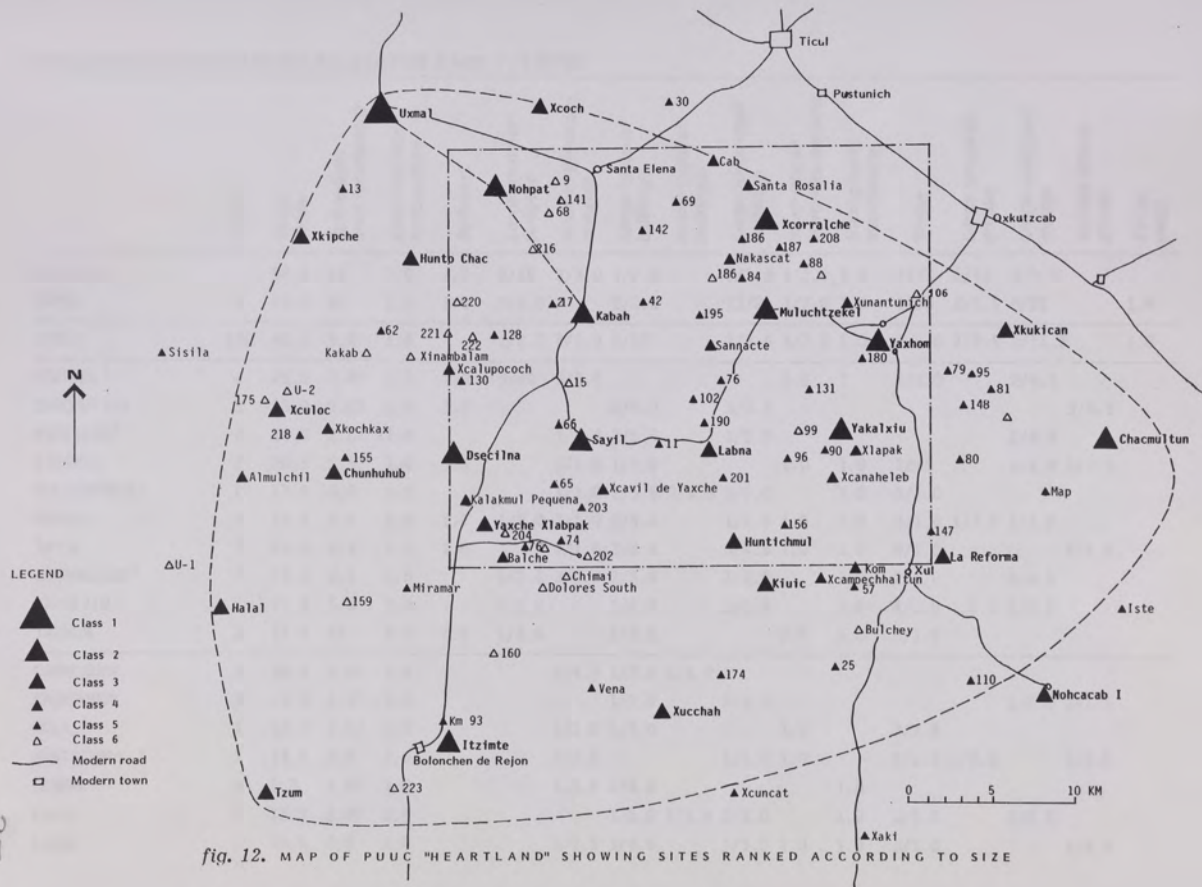 Ticul
Pustunich
Uxmal
Xcoch
30
Cab
Santa Elena
Nohpat
9
141
68
Santa Rosalia
13
69
Xcorralche
Oxkutzcab
142
186
187
208
Xkipche
216
Hunto Chac
Nakascat
88
186
84
220
17
42
Xunantunich
106
Kabah
195
Muluchtzekel
62
221
128
222
Xkukican
Yaxhom
Sisila
Kakab
Xinambalam
Sannacte
180
N
Xcalupococh
130
15
76
79
95
U-2
175
131
81
Xculoc
102
148
66
190
Xkochkax
218
99
Yakalxiu
Sayil
11
Chacmultun
Dsecilna
Labna
90
Xlapak
155
96
80
Almulchil
Chunhuhub
201
Xcanaheleb
65
Xcavil de Yaxche
Map
Kalakmul Pequena
203
Yaxche Xlabpak
156
204
147
76
74
Huntichmul
U-1
Balche
202
La Reforma
LEGEND
Chimai
Kom
Xul
Miramar
Dolores South
Kiuic
Xcampechhaltun
57
Class 1
Halal
159
Iste
Bulchey
Class 2
160
25
Class 3
174
110
Vena
Nohcacab I
Class 4
Xucchah
Class 5
Km 93
Class 6
Itzimte
Modern road
Bolonchen de Rejon
Modern town
Tzum
223
Xcuncat
0 5 10 KM
Xaki
fig. 12. MAP OF PUUC "HEARTLAND" SHOWING SITES RANKED ACCORDING TO SIZE